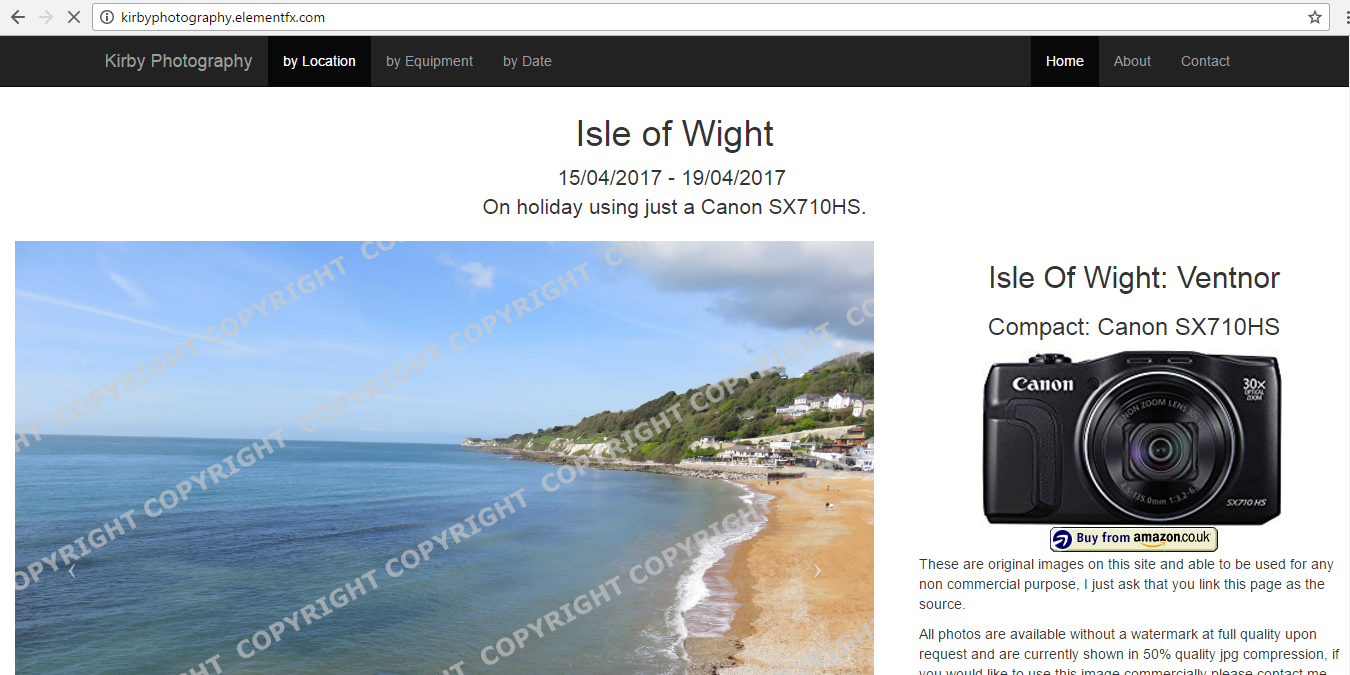 kirbyphotography.elementfx.com
Kirby Photography by Location by Equipment by Date Home About Contact
Isle of Wight
15/04/2017 - 19/04/2017
On holiday using just a Canon SX710HS.
COPYRIGHT COPYRIGHT COPYRIGHT COPYRIGHT COPYRIGHT COPYRIGHT COPYRIGHT COPYRIGHT COPYRIGHT COPYRIGHT COPYRIGHT COPYRIGHT
Isle Of Wight: Ventnor
Compact: Canon SX710HS
Canon
30x
OPTICAL
ZOOM
CANON ZOOM LENS
SX710 HS
Buy from amazon.co.uk
These are original images on this site and able to be used for any
non commercial purpose, I just ask that you link this page as the
source.
All photos are available without a watermark at full quality upon
request and are currently shown in 50% quality jpg compression, if
you would like to use this image commercially please contact me